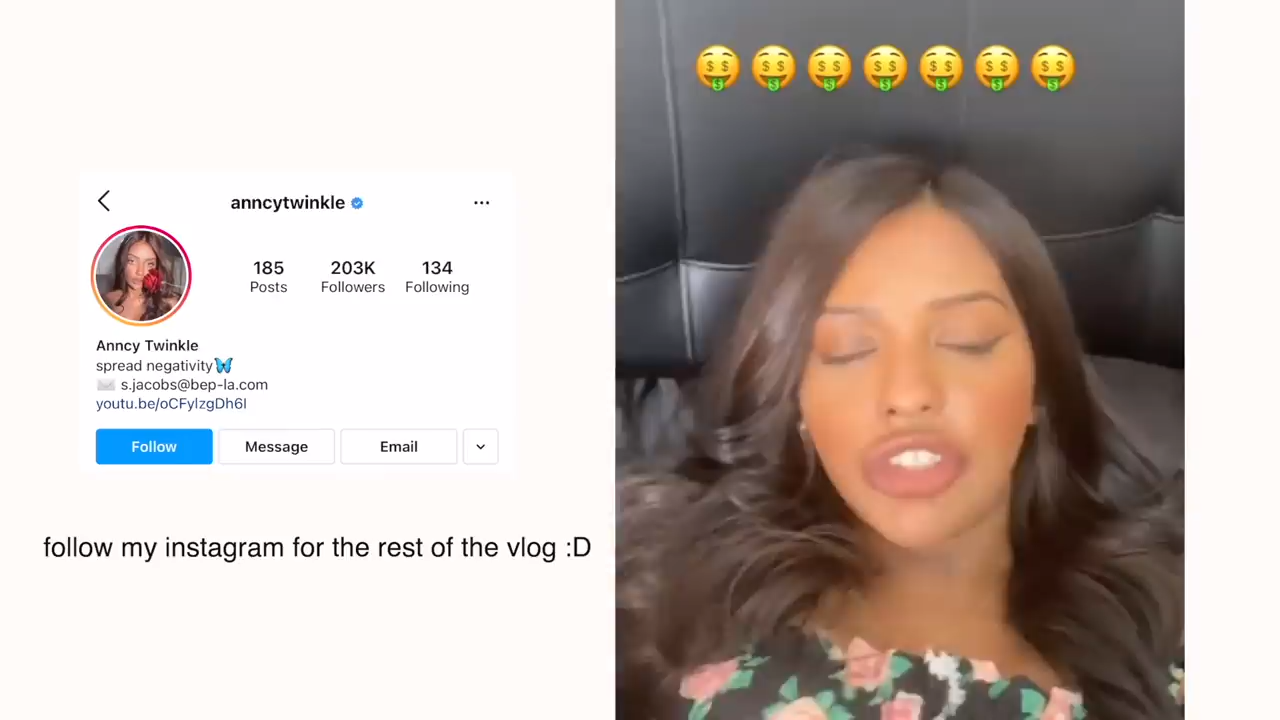 anncytwinkle
185
203K
134
Posts
Followers
Following
Anncy Twinkle
spread negativity🦋
✉️ s.jacobs@bep-la.com
youtu.be/oCFylzgDh6I
Follow
Message
Email
follow my instagram for the rest of the vlog :D